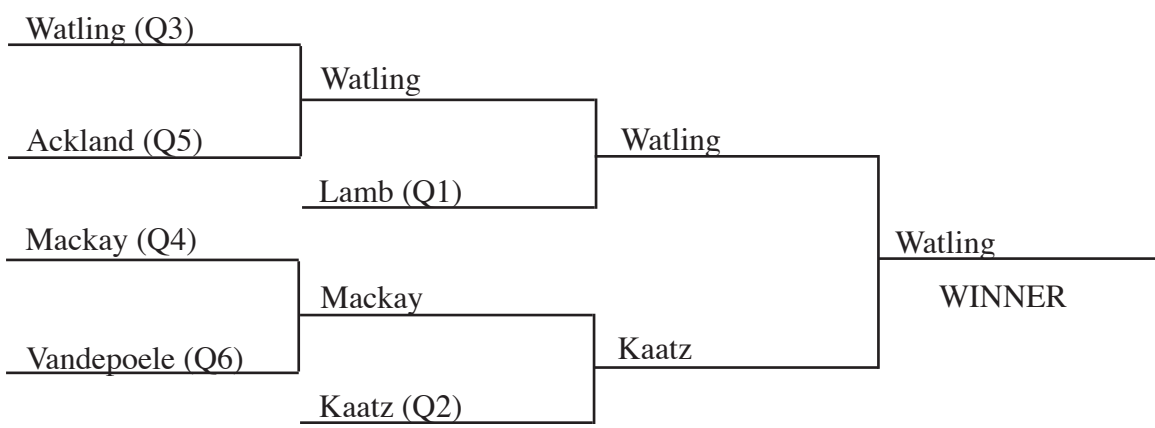 Watling (Q3)
Watling
Ackland (Q5)
Watling
Lamb (Q1)
Mackay (Q4)
Watling
WINNER
Mackay
Vandepoele (Q6)
Kaatz
Kaatz (Q2)